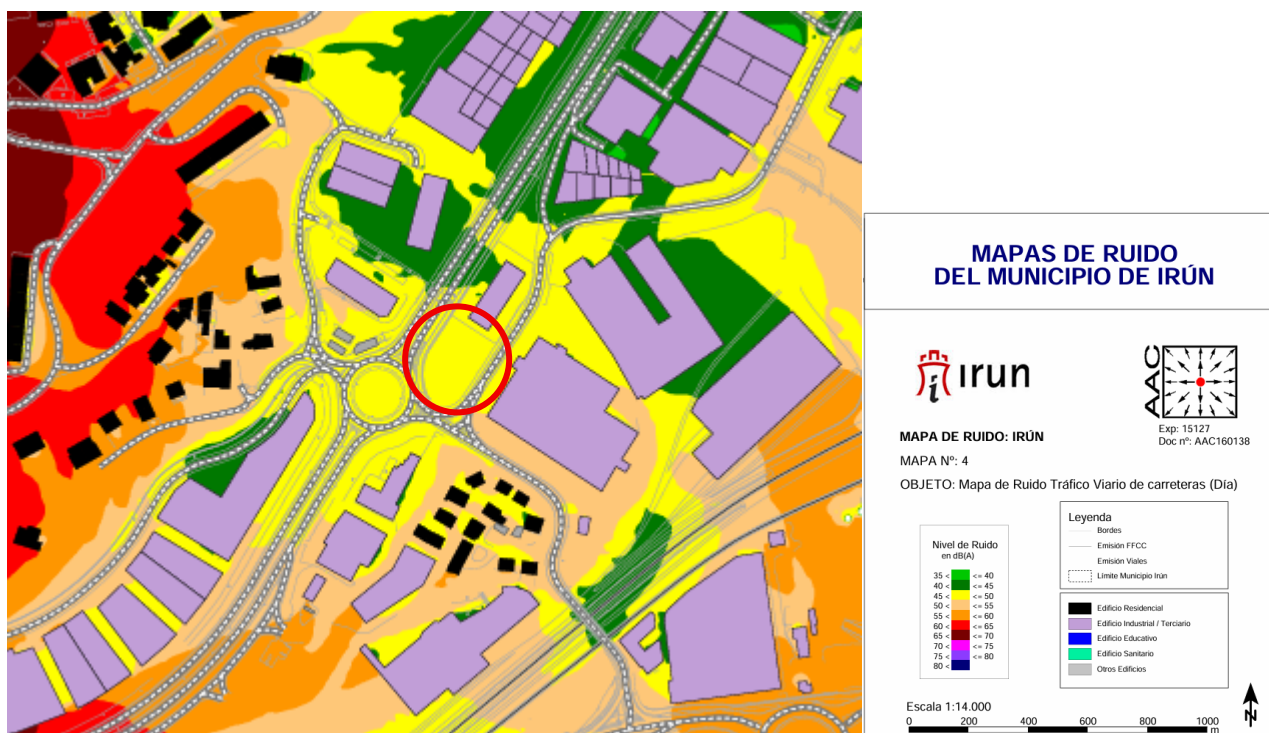 MAPAS DE RUIDO
DEL MUNICIPIO DE IRÚN
irun
AAC
Exp: 15127
Doc nº: AAC160138
MAPA DE RUIDO: IRÚN
MAPA Nº: 4
OBJETO: Mapa de Ruido Tráfico Viario de carreteras (Día)
Nivel de Ruido
en dB(A)
35 < <= 40
40 < <= 45
45 < <= 50
50 < <= 55
55 < <= 60
60 < <= 65
65 < <= 70
70 < <= 75
75 < <= 80
80 <
Leyenda
Bordes
Emisión FFCC
Emisión Viales
Límite Municipio Irún
Edificio Residencial
Edificio Industrial / Terciario
Edificio Educativo
Edificio Sanitario
Otros Edificios
Escala 1:14.000
0 200 400 600 800 1000
m
N